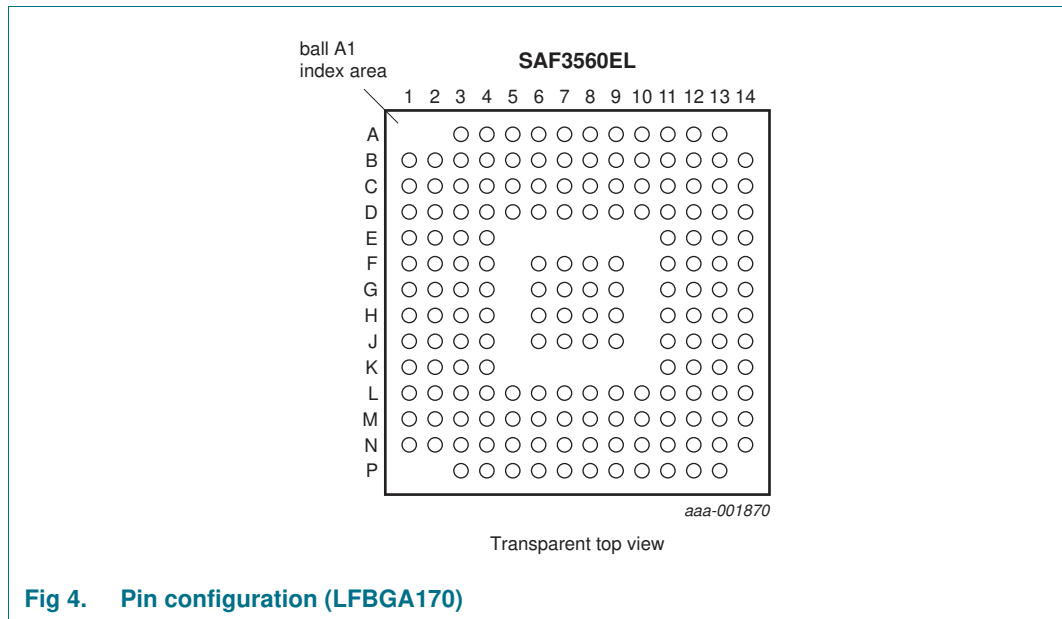 ball A1
index area
SAF3560EL
1 2 3 4 5 6 7 8 9 10 11 12 13 14
A
B
C
D
E
F
G
H
J
K
L
M
N
P
aaa-001870
Transparent top view
Fig 4. Pin configuration (LFBGA170)